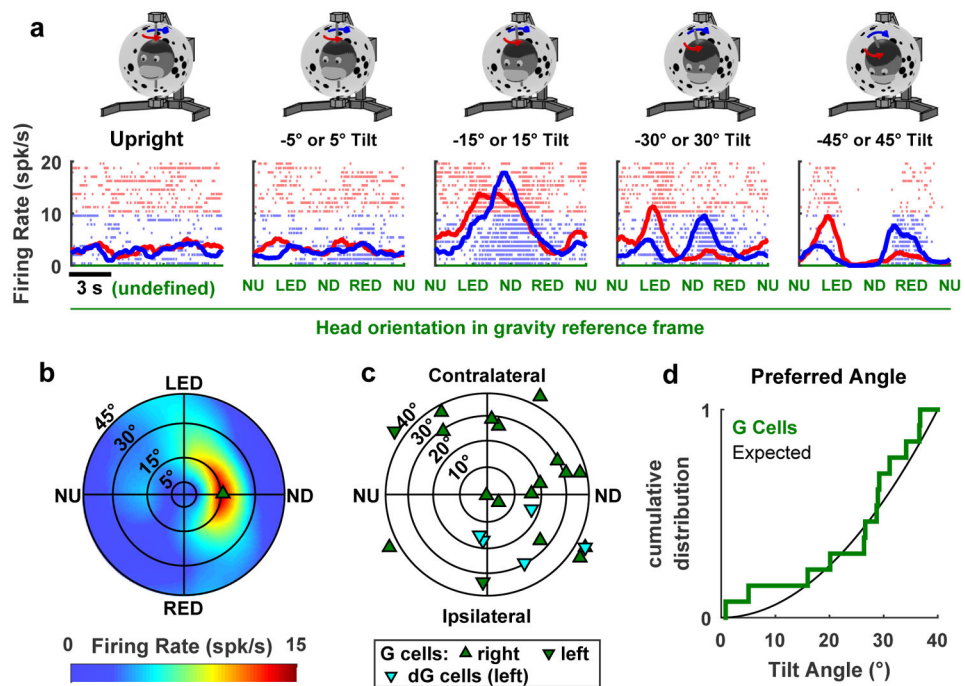 a
Upright
-5° or 5° Tilt
-15° or 15° Tilt
-30° or 30° Tilt
-45° or 45° Tilt
Firing Rate (spk/s)
20
10
0
3 s
(undefined)
NU LED ND RED NU LED ND RED NU LED ND RED NU LED ND RED NU
Head orientation in gravity reference frame
b
LED
45°
30°
15°
5°
NU
ND
RED
0 Firing Rate (spk/s) 15
c
Contralateral
40°
30°
20°
10°
NU
ND
Ipsilateral
G cells: right left
dG cells (left)
d
Preferred Angle
1
G Cells
Expected
cumulative
distribution
0
0 10 20 30 40
Tilt Angle (°)